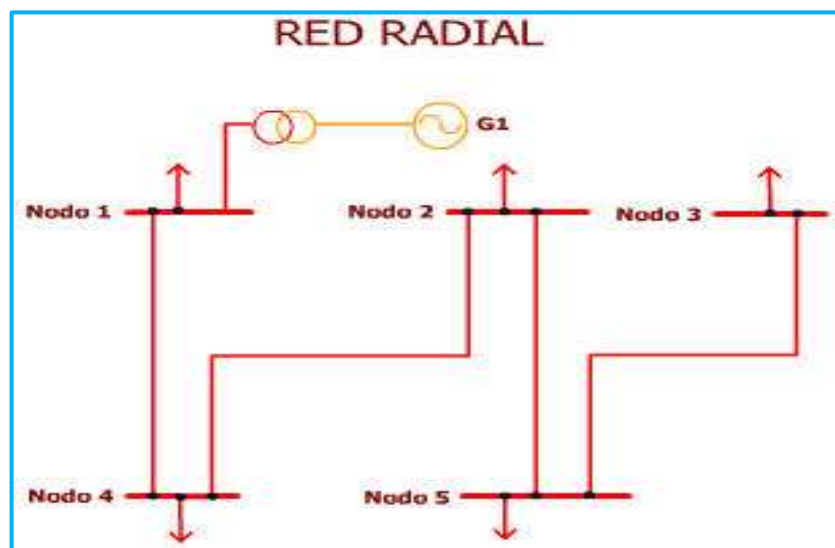 RED RADIAL
G1
Nodo 1
Nodo 2
Nodo 3
Nodo 4
Nodo 5